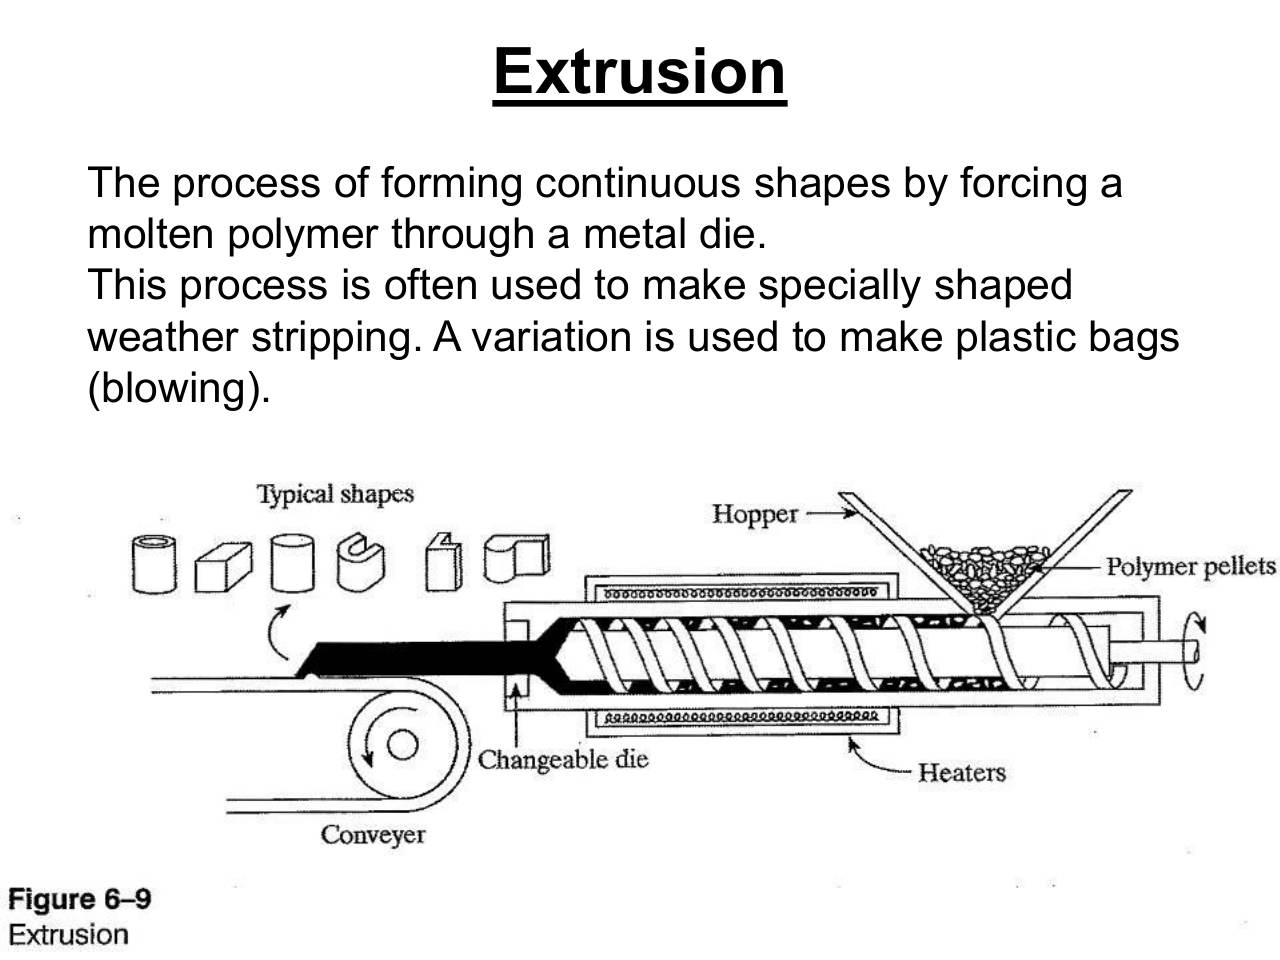 Extrusion
The process of forming continuous shapes by forcing a
molten polymer through a metal die.
This process is often used to make specially shaped
weather stripping. A variation is used to make plastic bags
(blowing).
Typical shapes
Hopper
Polymer pellets
Changeable die
Heaters
Conveyer
Figure 6–9
Extrusion